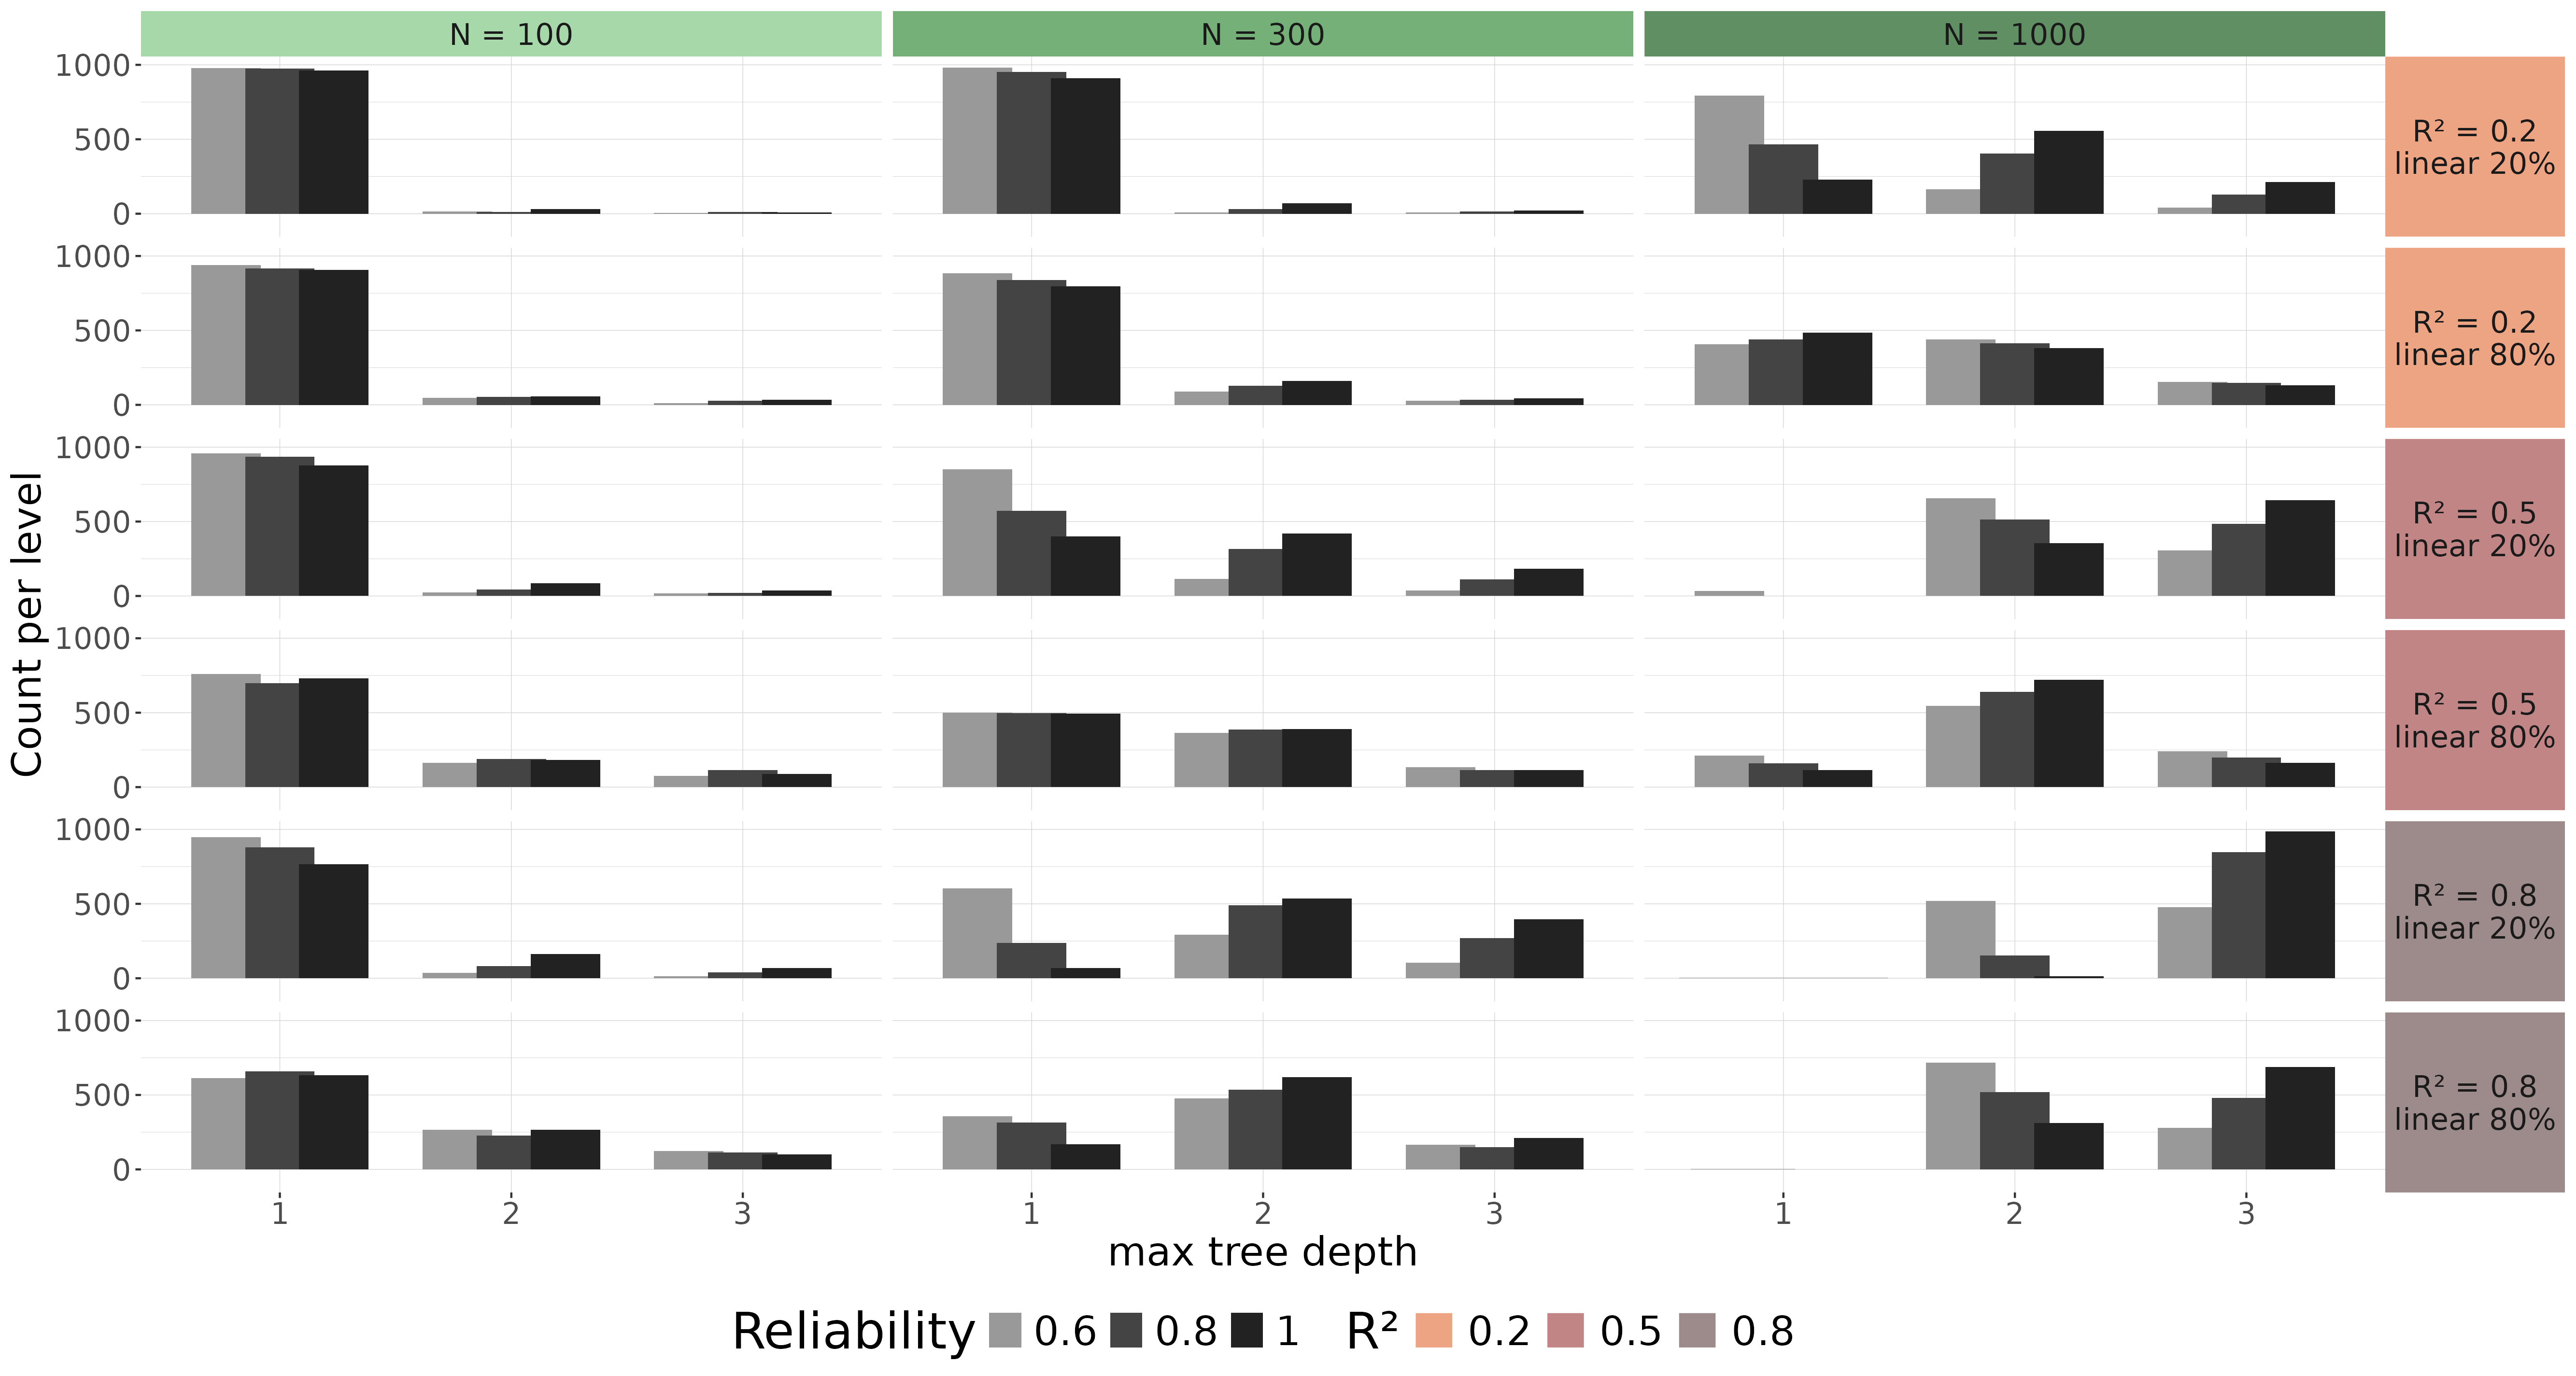 N = 100
N = 300
N = 1000
1000
500
0
R² = 0.2
linear 20%
1000
500
0
R² = 0.2
linear 80%
1000
500
0
R² = 0.5
linear 20%
1000
500
0
R² = 0.5
linear 80%
1000
500
0
R² = 0.8
linear 20%
1000
500
0
R² = 0.8
linear 80%
Count per level
1 2 3 1 2 3 1 2 3
max tree depth
Reliability 0.6 0.8 1 R² 0.2 0.5 0.8